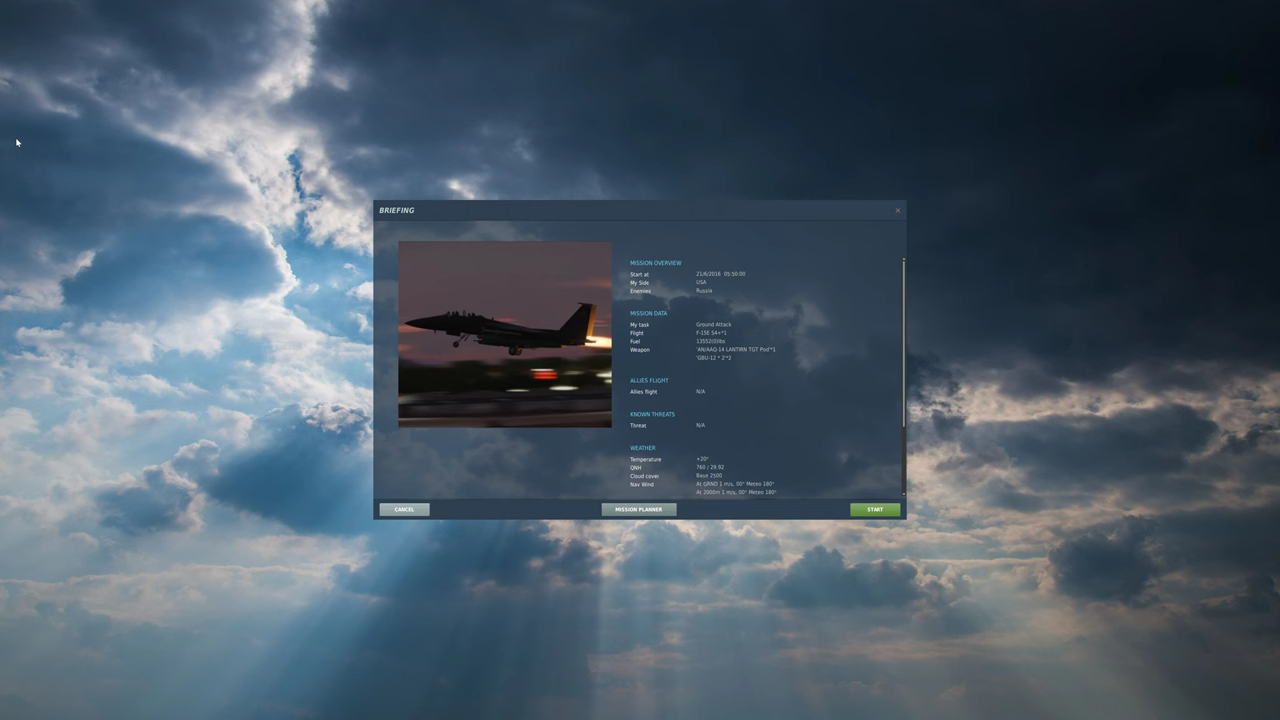 BRIEFING
MISSION OVERVIEW
Start at 21/6/2016 05:50:00
My Side USA
Enemies Russia
MISSION DATA
My task Ground Attack
Flight F-15E S4+*1
Fuel 13552(0)lbs
Weapon 'AN/AAQ-14 LANTIRN TGT Pod'*1
'GBU-12 * 2'*2
ALLIES FLIGHT
Allies flight N/A
KNOWN THREATS
Threat N/A
WEATHER
Temperature +20°
QNH 760 / 29.92
Cloud cover Base 2500
Nav Wind At GRND 1 m/s, 00° Meteo 180°
At 2000m 1 m/s, 00° Meteo 180°
CANCEL
MISSION PLANNER
START